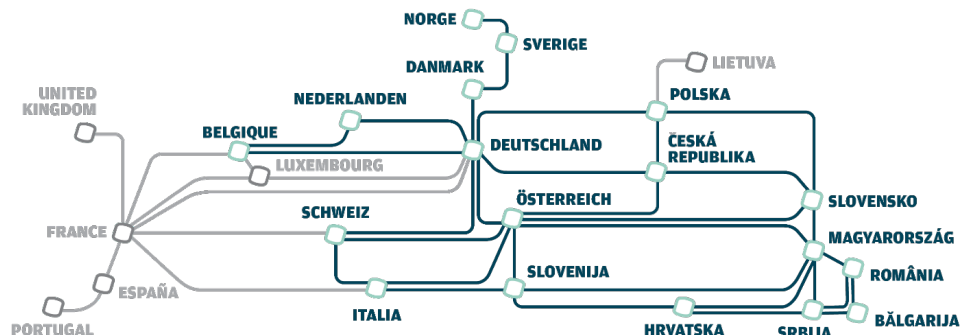 NORGE
SVERIGE
DANMARK
LIETUVA
UNITED
KINGDOM
NEDERLANDEN
POLSKA
BELGIQUE
DEUTSCHLAND
ČESKÁ
REPUBLIKA
LUXEMBOURG
ÖSTERREICH
SLOVENSKO
SCHWEIZ
FRANCE
MAGYARORSZÁG
SLOVENIJA
ROMÂNIA
ESPAÑA
ITALIA
BĂLGARIJA
PORTUGAL
HRVATSKA
SRBIJA